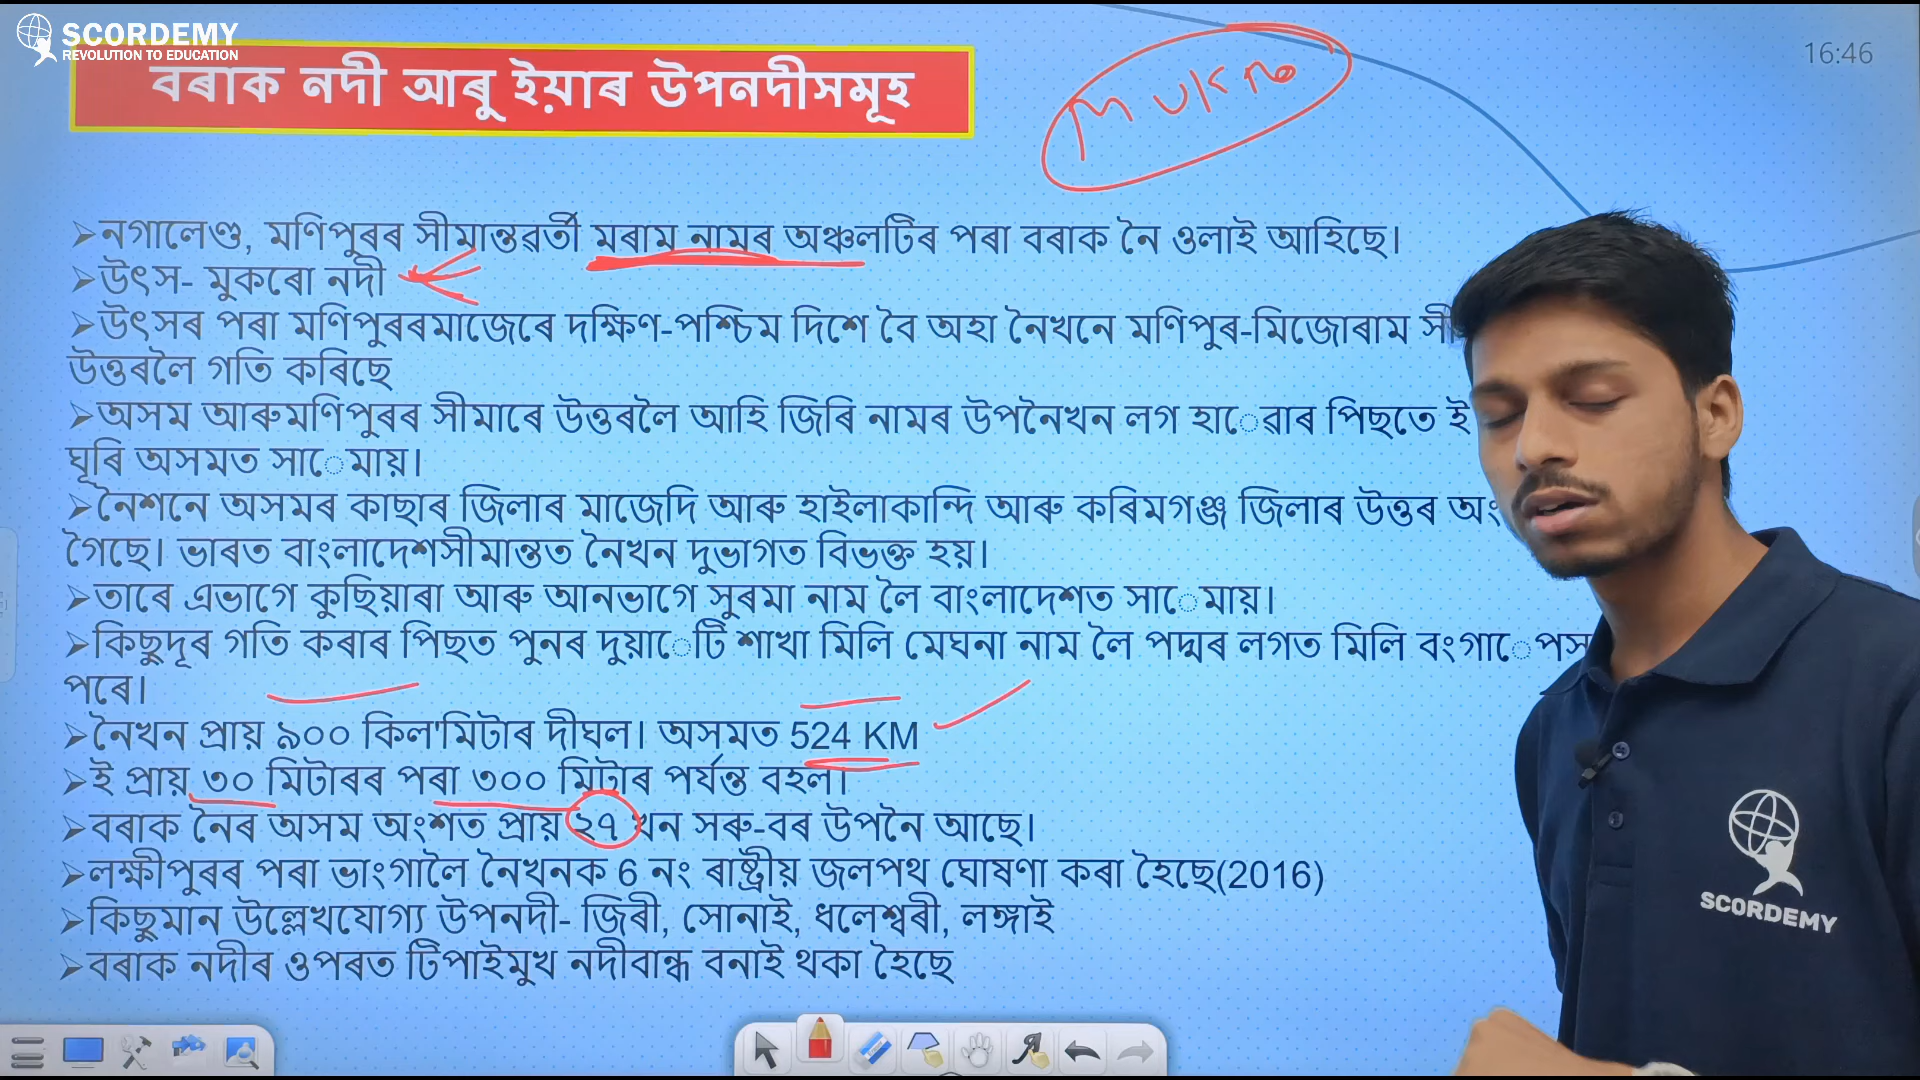 SCORDEMY
REVOLUTION TO EDUCATION
16:46
বৰাক নদী আৰু ইয়াৰ উপনদীসমূহ
➢নগালেণ্ড, মণিপুৰৰ সীমান্তৱৰ্তী মৰাম নামৰ অঞ্চলটিৰ পৰা বৰাক নৈ ওলাই আহিছে।
➢উৎস- মুকৰো নদী
➢উৎসৰ পৰা মণিপুৰৰমাজেৰে দক্ষিণ-পশ্চিম দিশে বৈ অহা নৈখনে মণিপুৰ-মিজোৰাম
উত্তৰলৈ গতি কৰিছে
➢অসম আৰুমণিপুৰৰ সীমাৰে উত্তৰলৈ আহি জিৰি নামৰ উপনৈখন লগ হােৱাৰ পিছতে ই
ঘূৰি অসমত সােমায়।
➢নৈশনে অসমৰ কাছাৰ জিলাৰ মাজেদি আৰু হাইলাকান্দি আৰু কৰিমগঞ্জ জিলাৰ উত্তৰ
গৈছে। ভাৰত বাংলাদেশসীমান্তত নৈখন দুভাগত বিভক্ত হয়।
➢তাৰে এভাগে কুছিয়াৰা আৰু আনভাগে সুৰমা নাম লৈ বাংলাদেশত সােমায়।
➢কিছুদূৰ গতি কৰাৰ পিছত পুনৰ দুয়ােটি শাখা মিলি মেঘনা নাম লৈ পদ্মৰ লগত মিলি
পৰে।
➢নৈখন প্ৰায় ৯০০ কিল'মিটাৰ দীঘল। অসমত 524 KM
➢ই প্ৰায় ৩০ মিটাৰৰ পৰা ৩০০ মিটাৰ পৰ্যন্ত বহল।
➢বৰাক নৈৰ অসম অংশত প্ৰায় ২৭ খন সৰু-বৰ উপনৈ আছে।
➢লক্ষীপুৰৰ পৰা ভাংগালৈ নৈখনক 6 নং ৰাষ্ট্ৰীয় জলপথ ঘোষণা কৰা হৈছে(2016)
➢কিছুমান উল্লেখযোগ্য উপনদী- জিৰী, সোনাই, ধলেশ্বৰী, লঙ্গাই
➢বৰাক নদীৰ ওপৰত টিপাইমুখ নদীবান্ধ বনাই থকা হৈছে
SCORDEMY